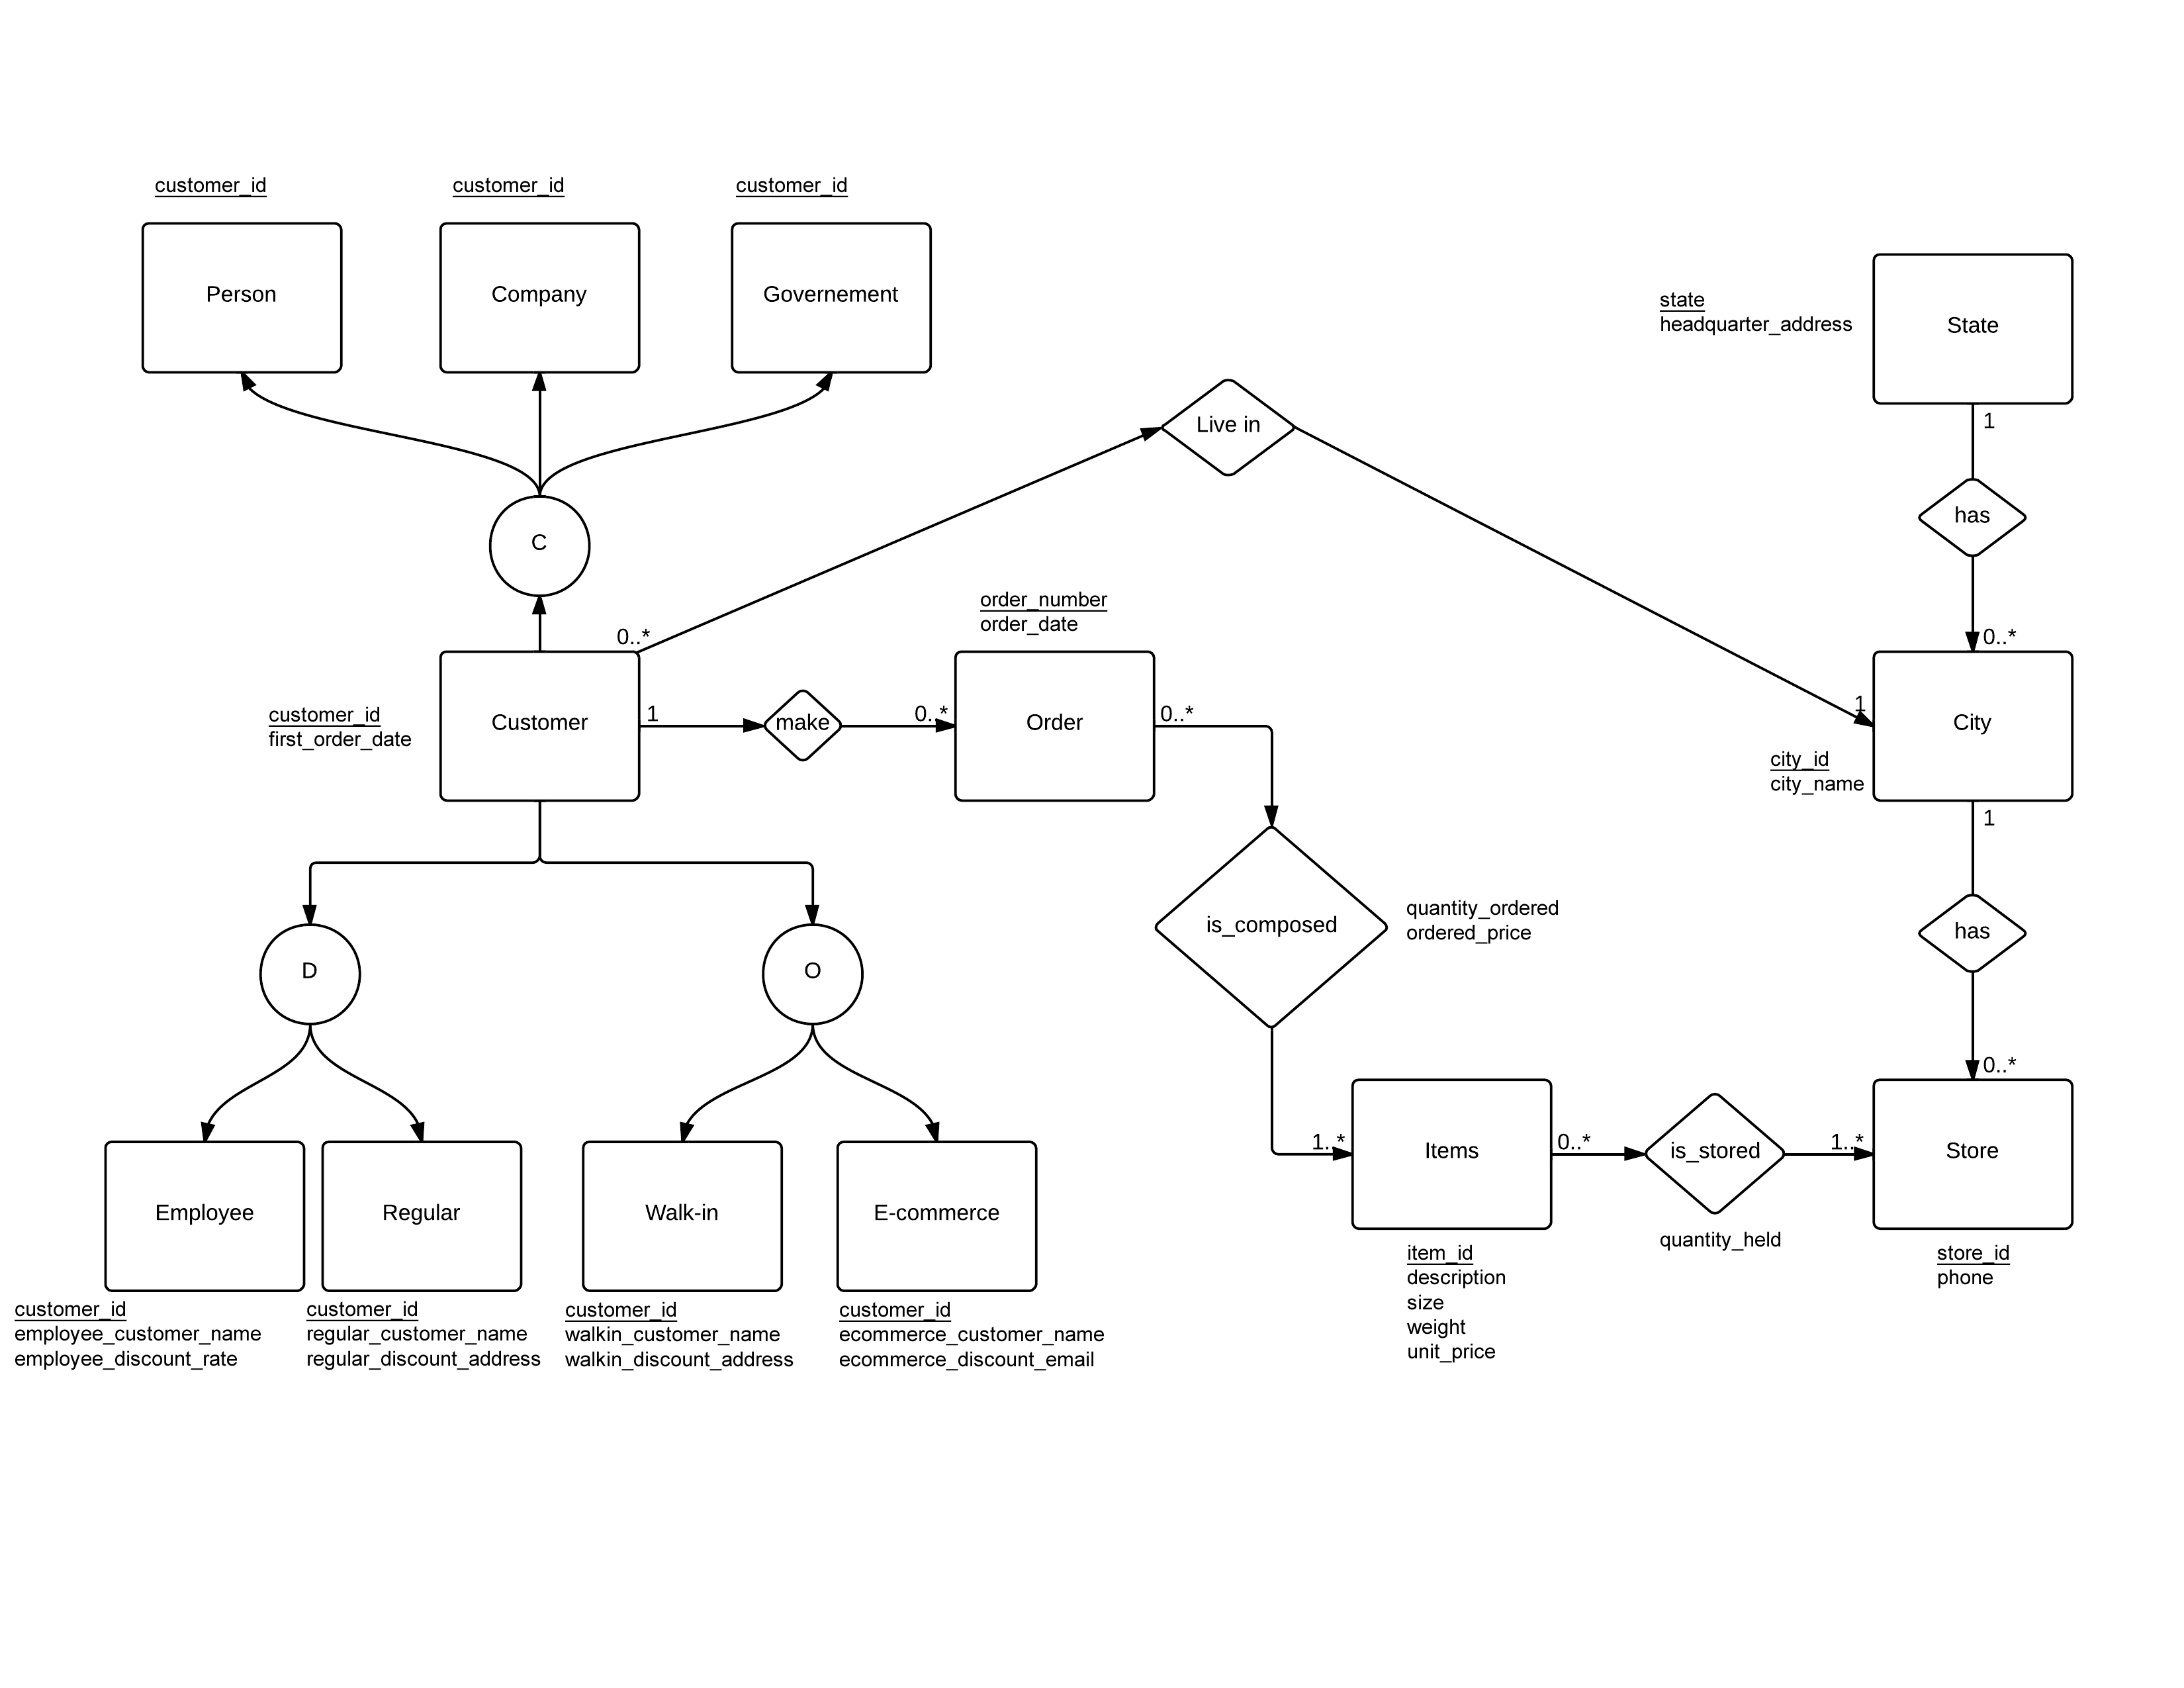 customer_id
customer_id
customer_id
Person
Company
Governement
state
headquarter_address
State
1
Live in
has
C
order_number
order_date
0..*
0..*
customer_id
first_order_date
Customer
1
make
0..*
Order
0..*
1
City
city_id
city_name
1
is_composed
quantity_ordered
ordered_price
has
D
O
0..*
Employee
Regular
Walk-in
E-commerce
1..*
Items
0..*
is_stored
1..*
Store
quantity_held
item_id
description
size
weight
unit_price
store_id
phone
customer_id
employee_customer_name
employee_discount_rate
customer_id
regular_customer_name
regular_discount_address
customer_id
walkin_customer_name
walkin_discount_address
customer_id
ecommerce_customer_name
ecommerce_discount_email